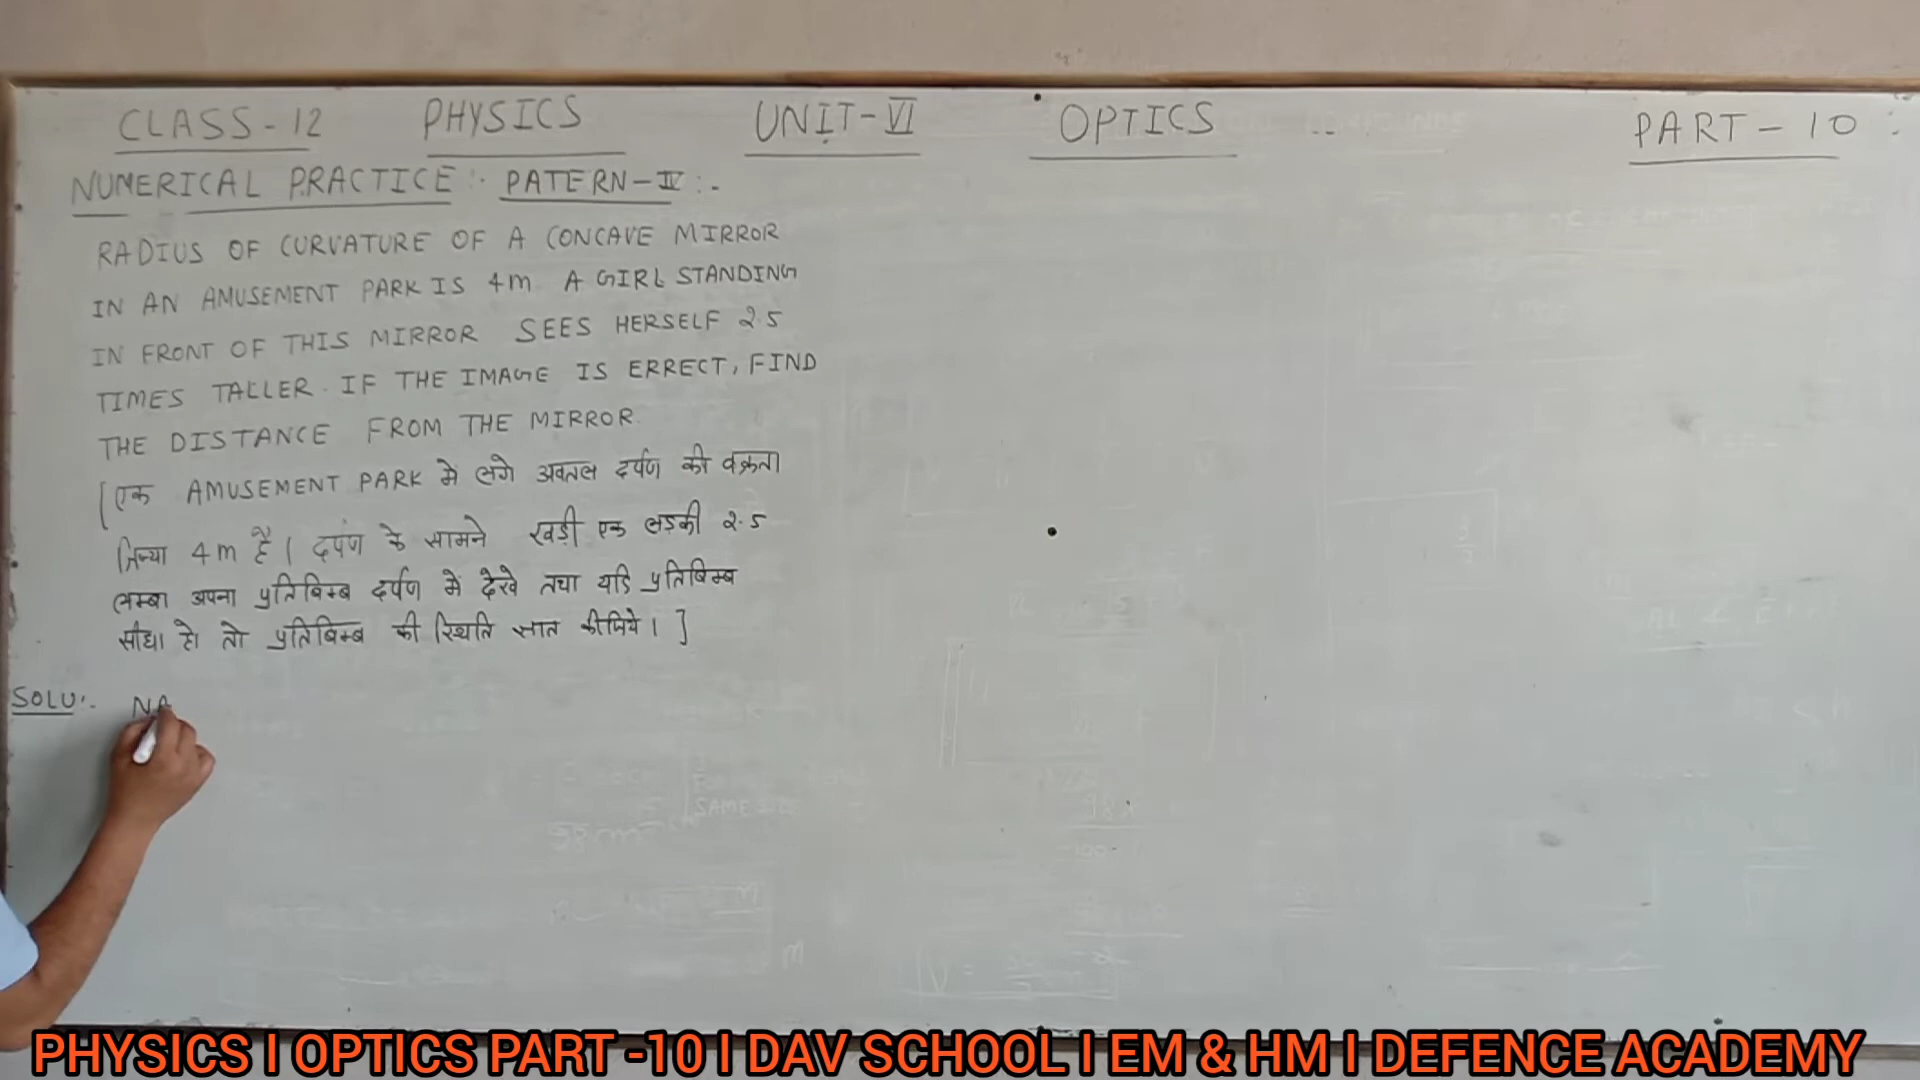 CLASS-12 PHYSICS UNIT-VI OPTICS PART-10:
NUMERICAL PRACTICE:- PATERN-IV:-
RADIUS OF CURVATURE OF A CONCAVE MIRROR
IN AN AMUSEMENT PARK IS 4m A GIRL STANDING
IN FRONT OF THIS MIRROR SEES HERSELF 2.5
TIMES TALLER. IF THE IMAGE IS ERRECT, FIND
THE DISTANCE FROM THE MIRROR.
[एक AMUSEMENT PARK में लगे अवतल दर्पण की वक्रता
त्रिज्या 4m है। दर्पण के सामने खड़ी एक लड़की 2.5
लम्बा अपना प्रतिबिम्ब दर्पण में देखे तथा यदि प्रतिबिम्ब
सीधा हो तो प्रतिबिम्ब की स्थिति ज्ञात कीजिये। ]
SOLU:- NA
PHYSICS I OPTICS PART -10 I DAV SCHOOL I EM & HM I DEFENCE ACADEMY